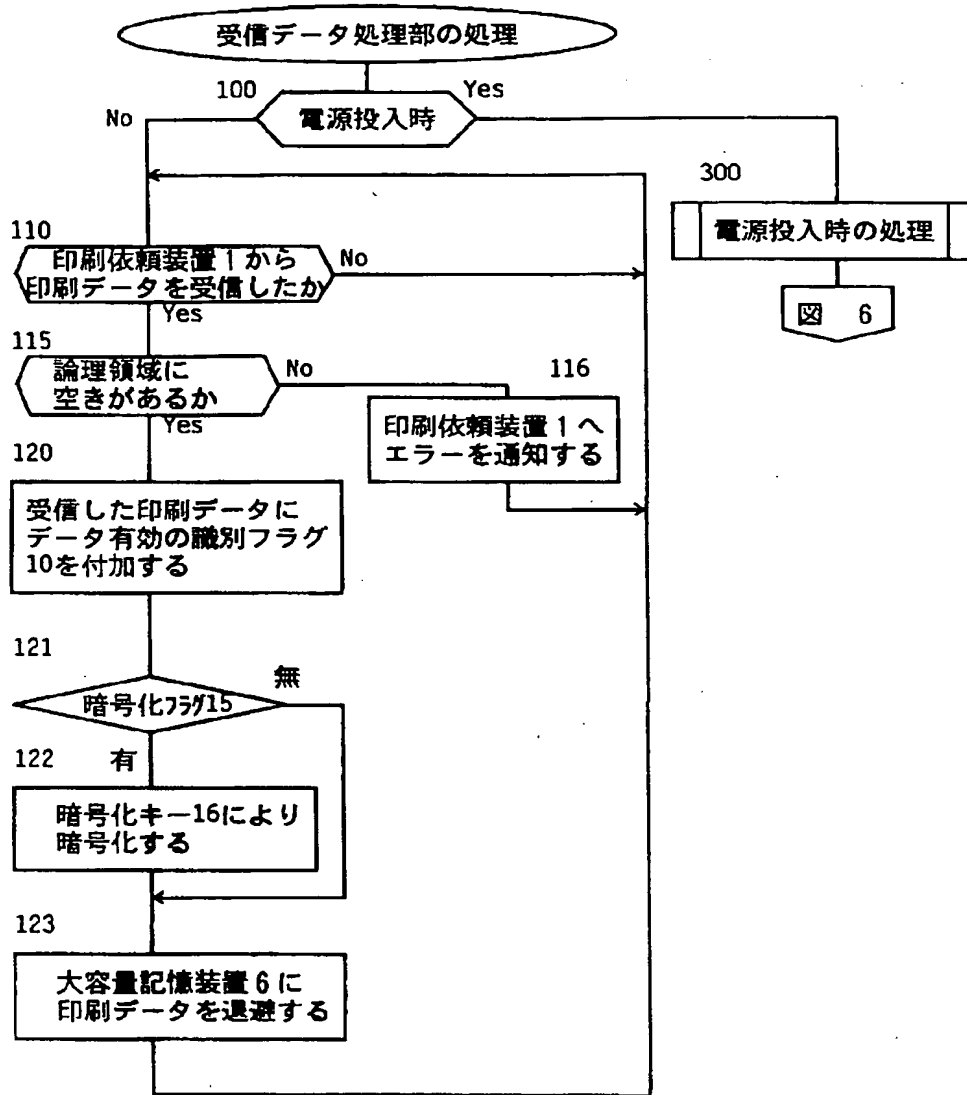 受信データ処理部の処理
100
Yes
No
電源投入時
300
電源投入時の処理
図 6
110
印刷依頼装置1から
印刷データを受信したか
No
Yes
115
論理領域に
空きがあるか
No
Yes
116
印刷依頼装置1へ
エラーを通知する
120
受信した印刷データに
データ有効の識別フラグ
10を付加する
121
暗号化フラグ15
無
122
有
暗号化キー16により
暗号化する
123
大容量記憶装置6に
印刷データを退避する